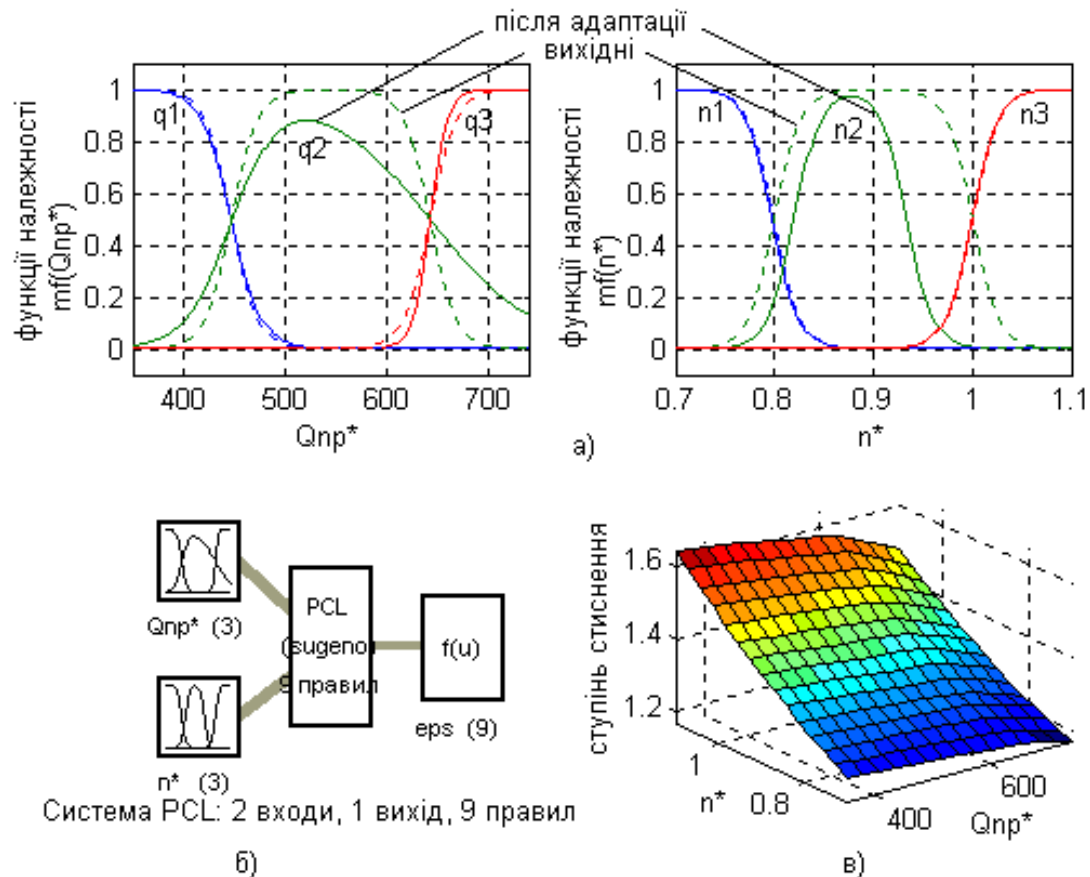 після адаптації
вихідні
функції належності
mf(Qпр*)
1
0.8
0.6
0.4
0.2
0
q1
q2
q3
400
500
600
700
Qпр*
функції належності
mf(n*)
1
0.8
0.6
0.4
0.2
0
n1
n2
n3
0.7
0.8
0.9
1
1.1
n*
а)
Qпр* (3)
n* (3)
PCL
(sugeno)
9 правил
f(u)
eps (9)
Система PCL: 2 входи, 1 вихід, 9 правил
б)
ступінь стиснення
1.6
1.4
1.2
1
0.8
n*
400
600
Qпр*
в)